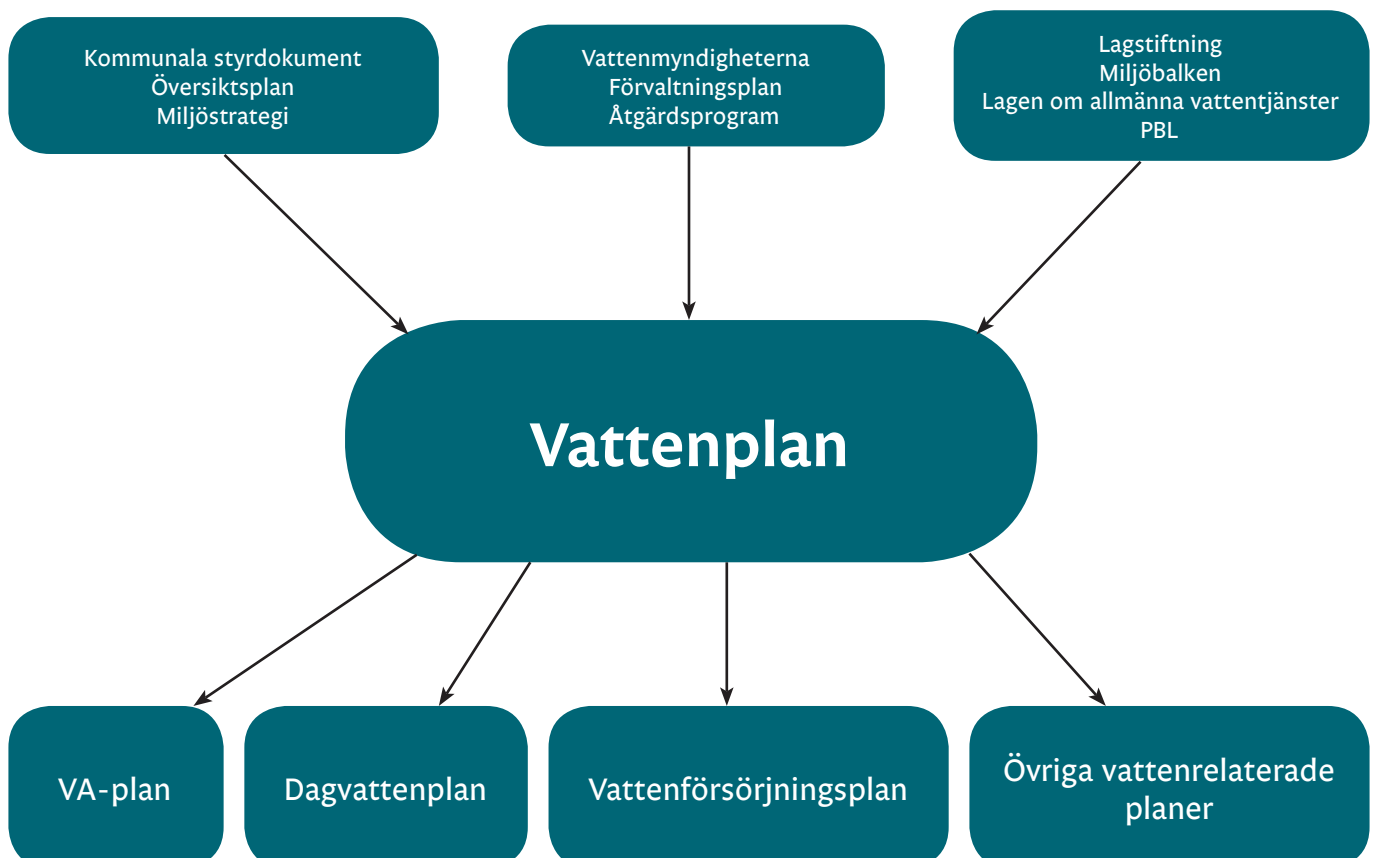 Kommunala styrdokument
Översiktsplan
Miljöstrategi
Vattenmyndigheterna
Förvaltningsplan
Åtgärdsprogram
Lagstiftning
Miljöbalken
Lagen om allmänna vattentjänster
PBL
Vattenplan
VA-plan
Dagvattenplan
Vattenförsörjningsplan
Övriga vattenrelaterade
planer